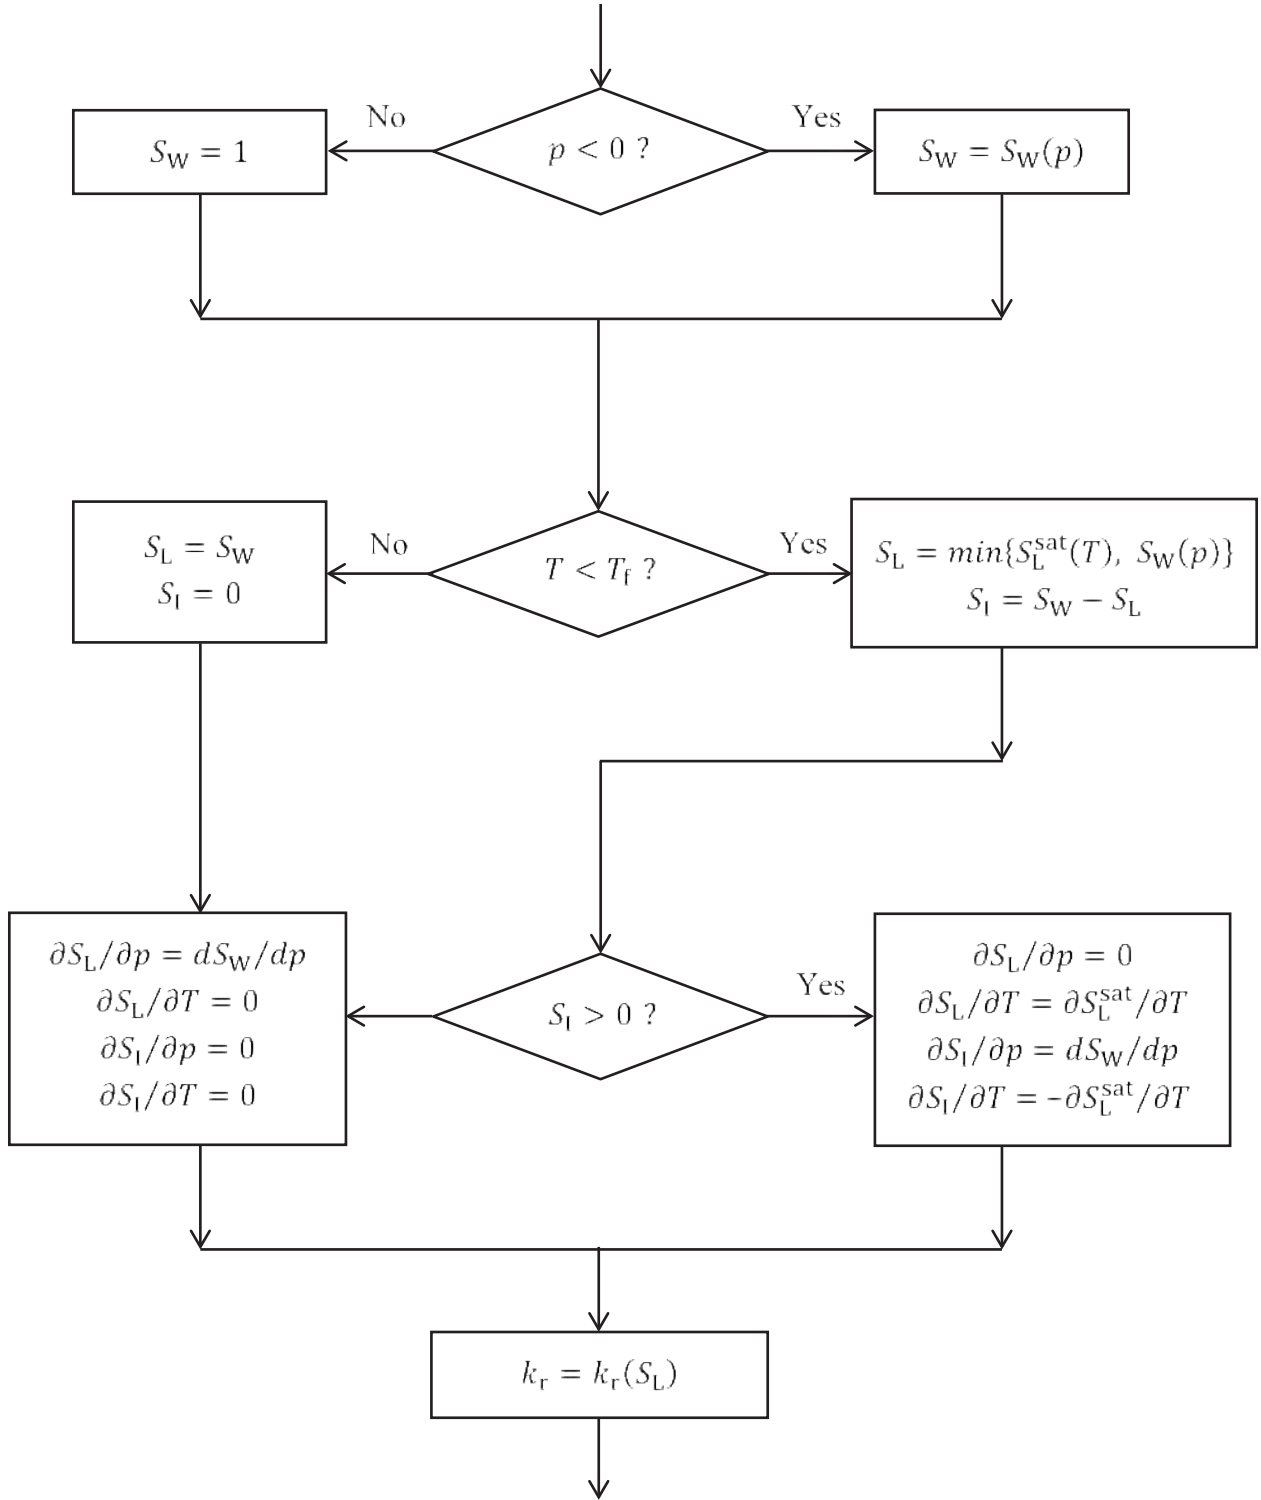 No
Yes
S_W = 1
p < 0 ?
S_W = S_W(p)
No
Yes
S_L = S_W
S_I = 0
T < T_f ?
S_L = min{S_L^sat(T), S_W(p)}
S_I = S_W − S_L
∂S_L/∂p = dS_W/dp
∂S_L/∂T = 0
∂S_I/∂p = 0
∂S_I/∂T = 0
S_I > 0 ?
Yes
∂S_L/∂p = 0
∂S_L/∂T = ∂S_L^sat/∂T
∂S_I/∂p = dS_W/dp
∂S_I/∂T = -∂S_L^sat/∂T
k_r = k_r(S_L)